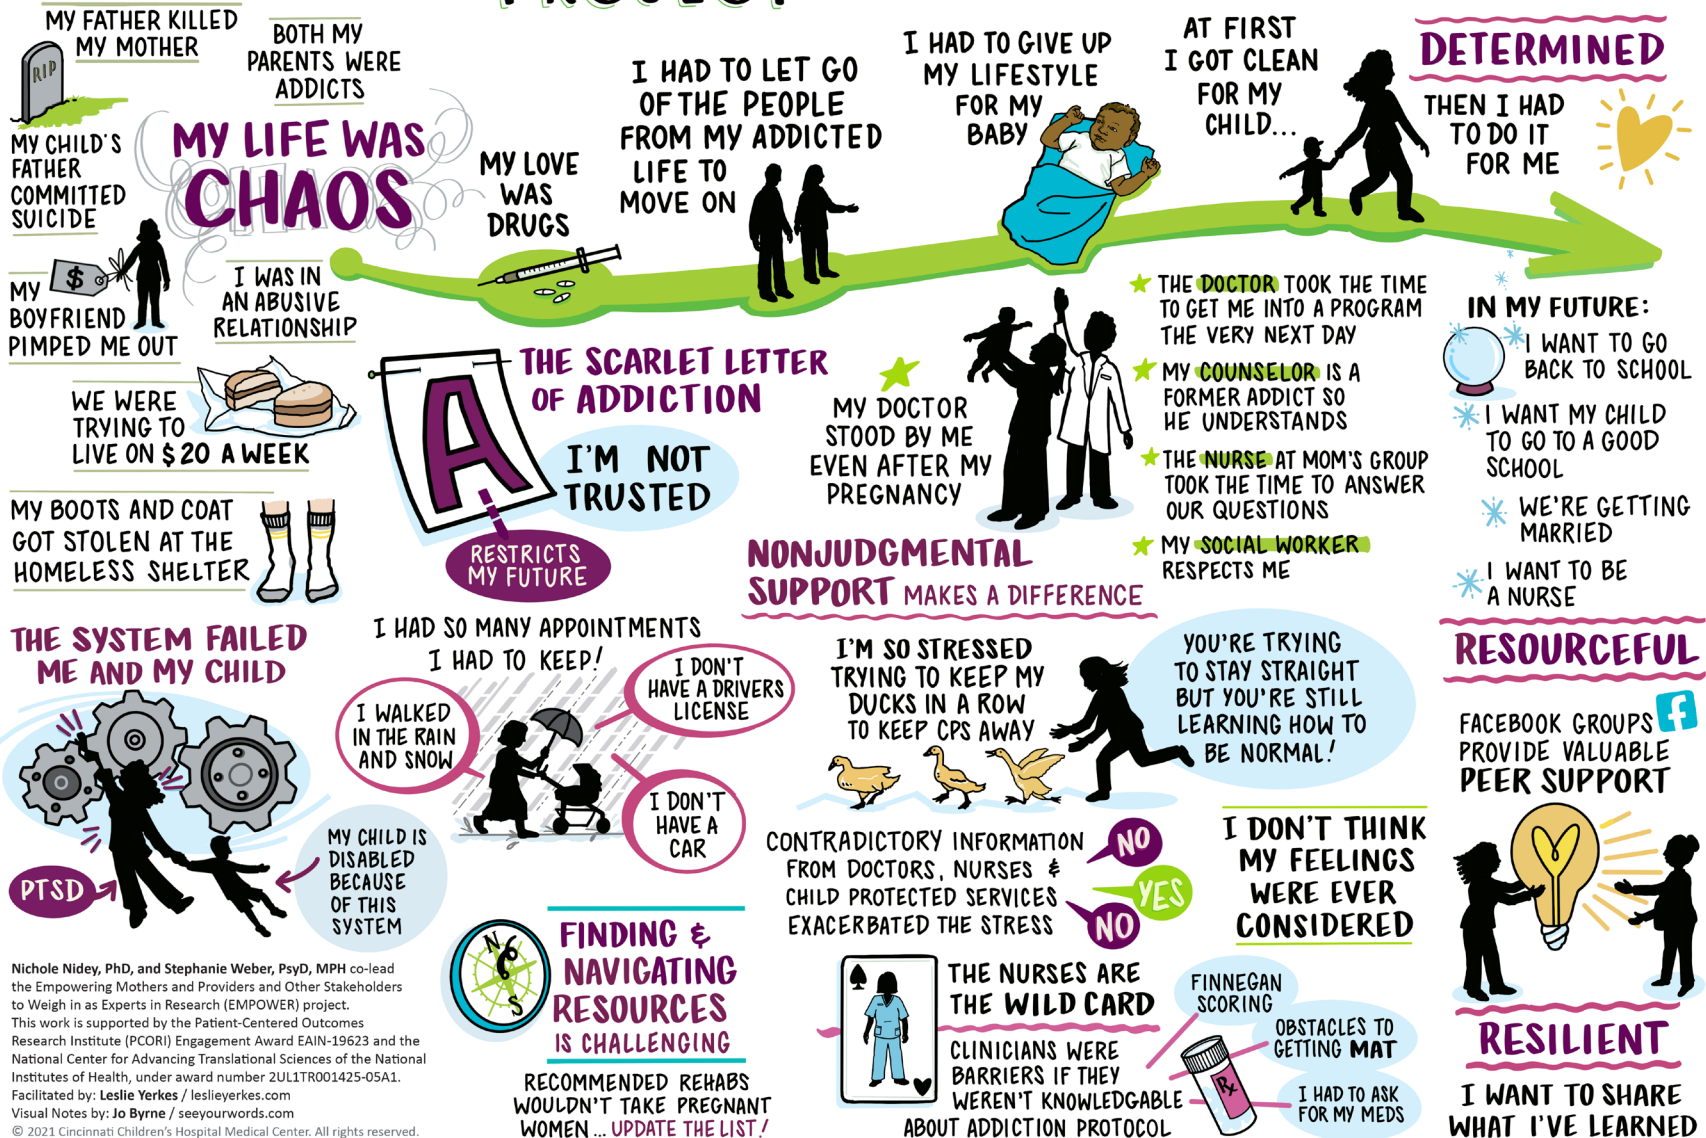 PROJECT
MY FATHER KILLED
MY MOTHER
RIP
BOTH MY
PARENTS WERE
ADDICTS
MY CHILD'S
FATHER
COMMITTED
SUICIDE
MY LIFE WAS
CHAOS
$
MY
BOYFRIEND
PIMPED ME OUT
I WAS IN
AN ABUSIVE
RELATIONSHIP
WE WERE
TRYING TO
LIVE ON $20 A WEEK
MY BOOTS AND COAT
GOT STOLEN AT THE
HOMELESS SHELTER
MY LOVE
WAS
DRUGS
I HAD TO LET GO
OF THE PEOPLE
FROM MY ADDICTED
LIFE TO
MOVE ON
I HAD TO GIVE UP
MY LIFESTYLE
FOR MY
BABY
AT FIRST
I GOT CLEAN
FOR MY
CHILD...
DETERMINED
THEN I HAD
TO DO IT
FOR ME
A
THE SCARLET LETTER
OF ADDICTION
I'M NOT
TRUSTED
RESTRICTS
MY FUTURE
MY DOCTOR
STOOD BY ME
EVEN AFTER MY
PREGNANCY
THE DOCTOR TOOK THE TIME
TO GET ME INTO A PROGRAM
THE VERY NEXT DAY
MY COUNSELOR IS A
FORMER ADDICT SO
HE UNDERSTANDS
THE NURSE AT MOM'S GROUP
TOOK THE TIME TO ANSWER
OUR QUESTIONS
MY SOCIAL WORKER
RESPECTS ME
NONJUDGMENTAL
SUPPORT MAKES A DIFFERENCE
IN MY FUTURE:
I WANT TO GO
BACK TO SCHOOL
I WANT MY CHILD
TO GO TO A GOOD
SCHOOL
WE'RE GETTING
MARRIED
I WANT TO BE
A NURSE
THE SYSTEM FAILED
ME AND MY CHILD
PTSD
MY CHILD IS
DISABLED
BECAUSE
OF THIS
SYSTEM
I HAD SO MANY APPOINTMENTS
I HAD TO KEEP!
I WALKED
IN THE RAIN
AND SNOW
I DON'T
HAVE A DRIVERS
LICENSE
I DON'T
HAVE A
CAR
I'M SO STRESSED
TRYING TO KEEP MY
DUCKS IN A ROW
TO KEEP CPS AWAY
YOU'RE TRYING
TO STAY STRAIGHT
BUT YOU'RE STILL
LEARNING HOW TO
BE NORMAL!
CONTRADICTORY INFORMATION
FROM DOCTORS, NURSES &
CHILD PROTECTED SERVICES
EXACERBATED THE STRESS
NO
YES
NO
I DON'T THINK
MY FEELINGS
WERE EVER
CONSIDERED
RESOURCEFUL
FACEBOOK GROUPS f
PROVIDE VALUABLE
PEER SUPPORT
RESILIENT
I WANT TO SHARE
WHAT I'VE LEARNED
N
S
FINDING &
NAVIGATING
RESOURCES
IS CHALLENGING
RECOMMENDED REHABS
WOULDN'T TAKE PREGNANT
WOMEN... UPDATE THE LIST!
THE NURSES ARE
THE WILD CARD
CLINICIANS WERE
BARRIERS IF THEY
WEREN'T KNOWLEDGABLE
ABOUT ADDICTION PROTOCOL
Rx
FINNEGAN
SCORING
OBSTACLES TO
GETTING MAT
I HAD TO ASK
FOR MY MEDS
Nichole Nidey, PhD, and Stephanie Weber, PsyD, MPH co-lead
the Empowering Mothers and Providers and Other Stakeholders
to Weigh in as Experts in Research (EMPOWER) project.
This work is supported by the Patient-Centered Outcomes
Research Institute (PCORI) Engagement Award EAIN-19623 and the
National Center for Advancing Translational Sciences of the National
Institutes of Health, under award number 2UL1TR001425-05A1.
Facilitated by: Leslie Yerkes / leslieyerkes.com
Visual Notes by: Jo Byrne / seeyourwords.com
© 2021 Cincinnati Children's Hospital Medical Center. All rights reserved.